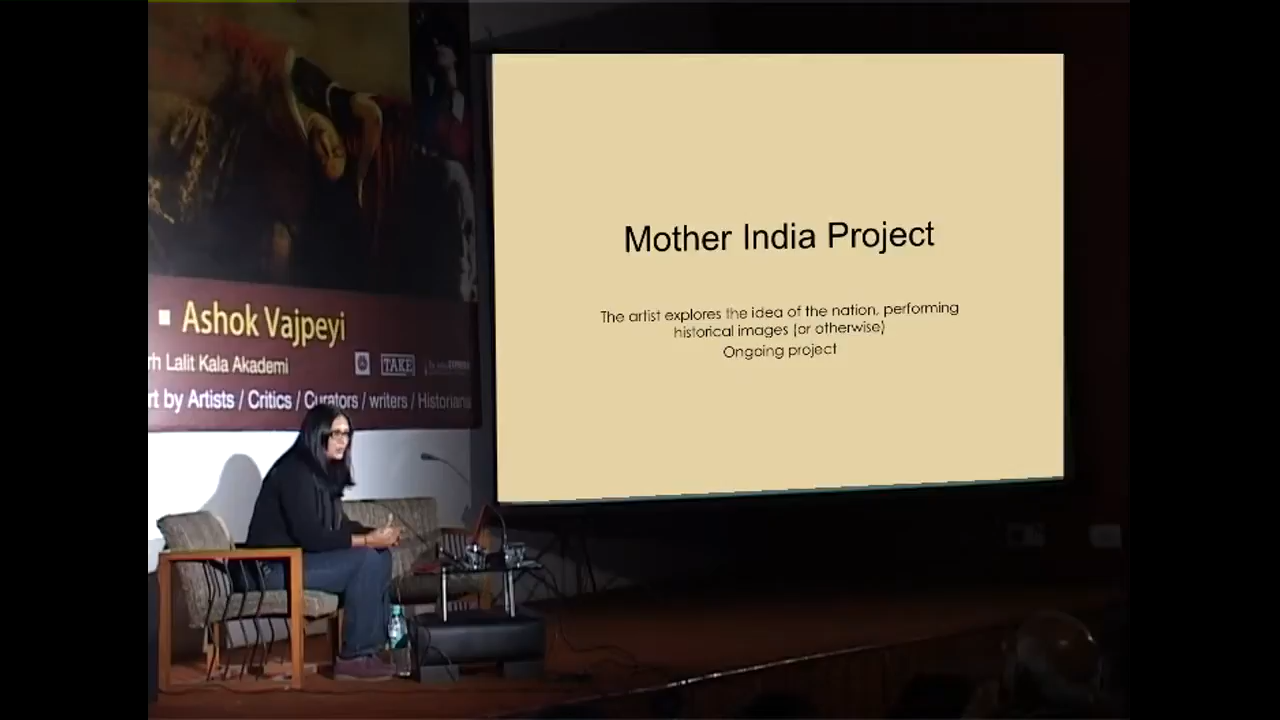 Ashok Vajpeyi
rh Lalit Kala Akademi
TAKE
rt by Artists / Critics / Curators / writers / Historians
Mother India Project
The artist explores the idea of the nation, performing
historical images (or otherwise)
Ongoing project